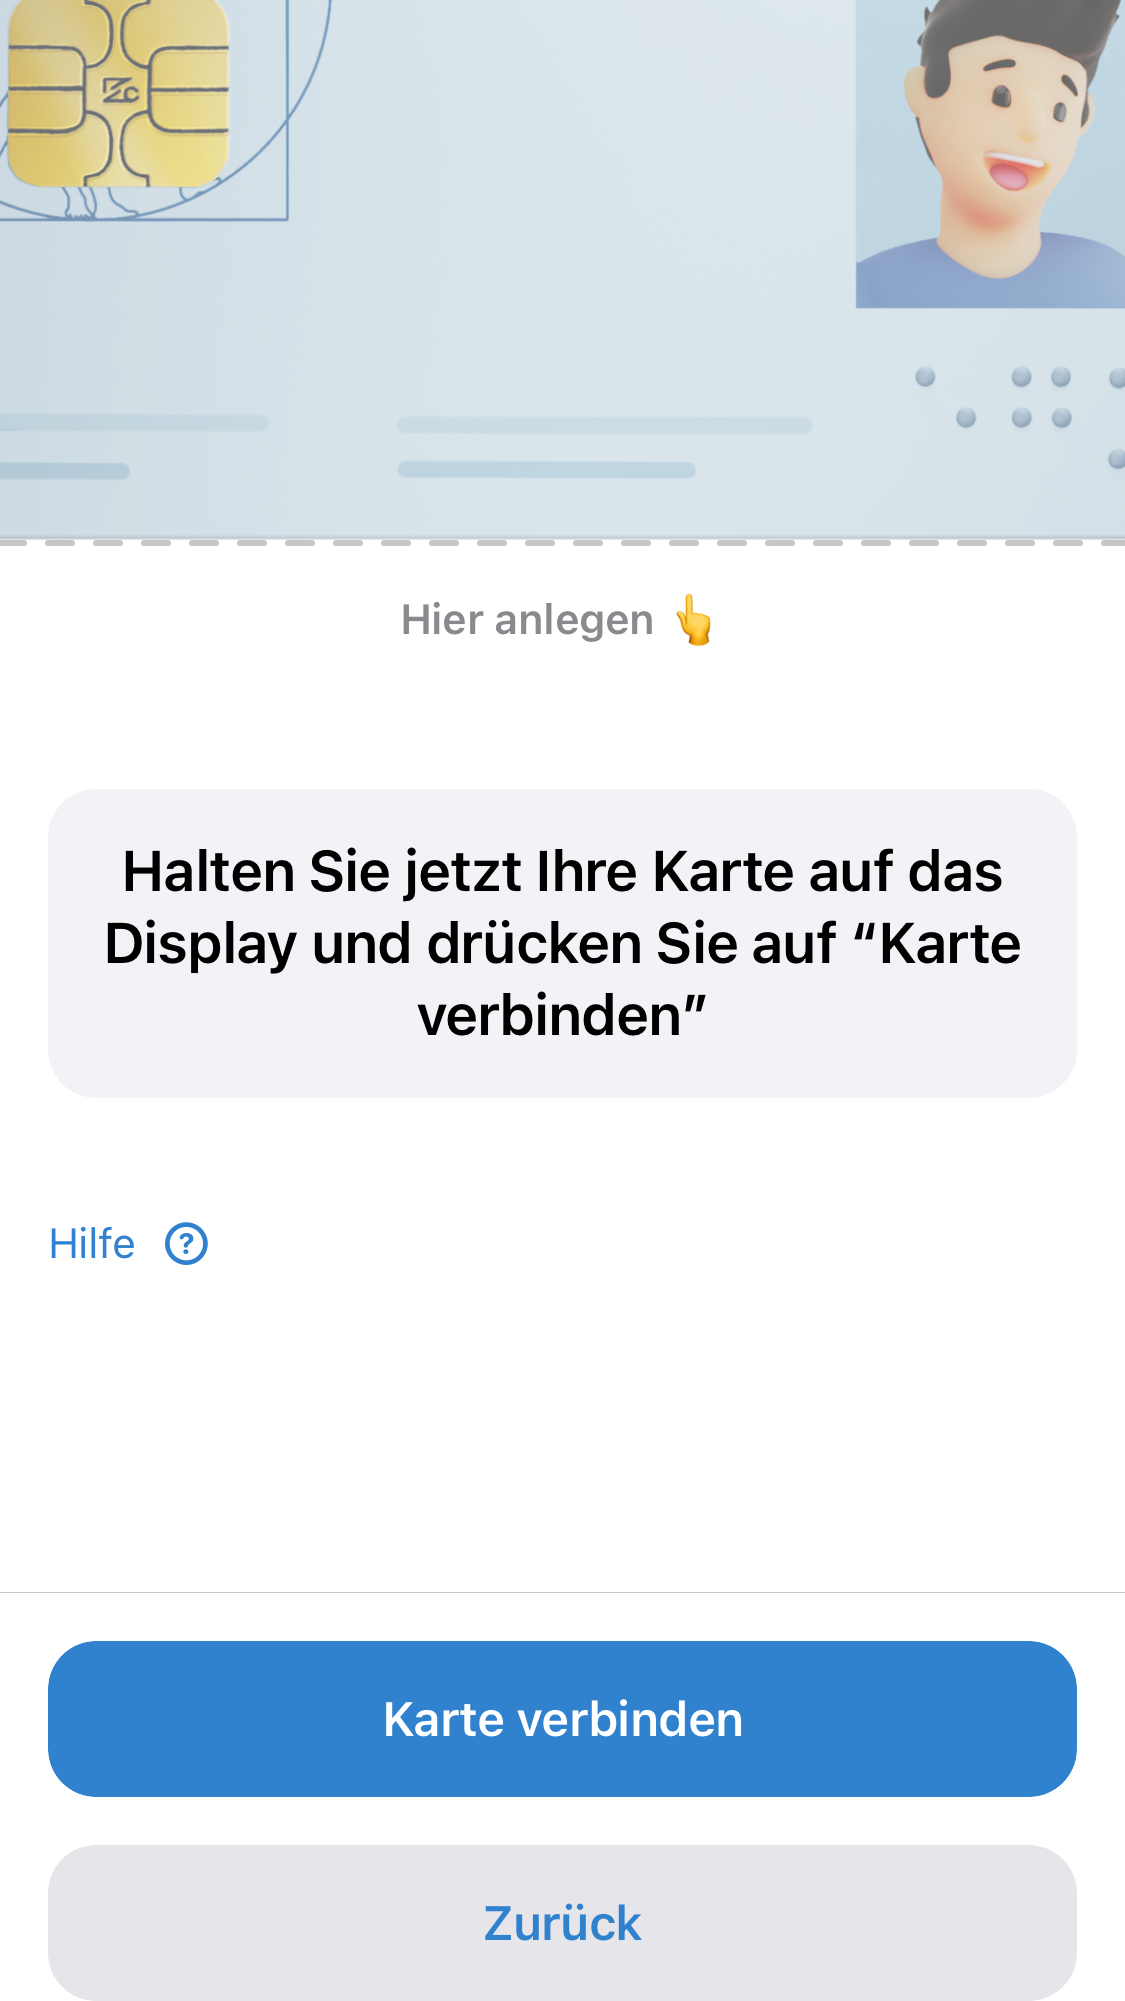 Hier anlegen 👆
Halten Sie jetzt Ihre Karte auf das
Display und drücken Sie auf “Karte
verbinden”
Hilfe ?
Karte verbinden
Zurück